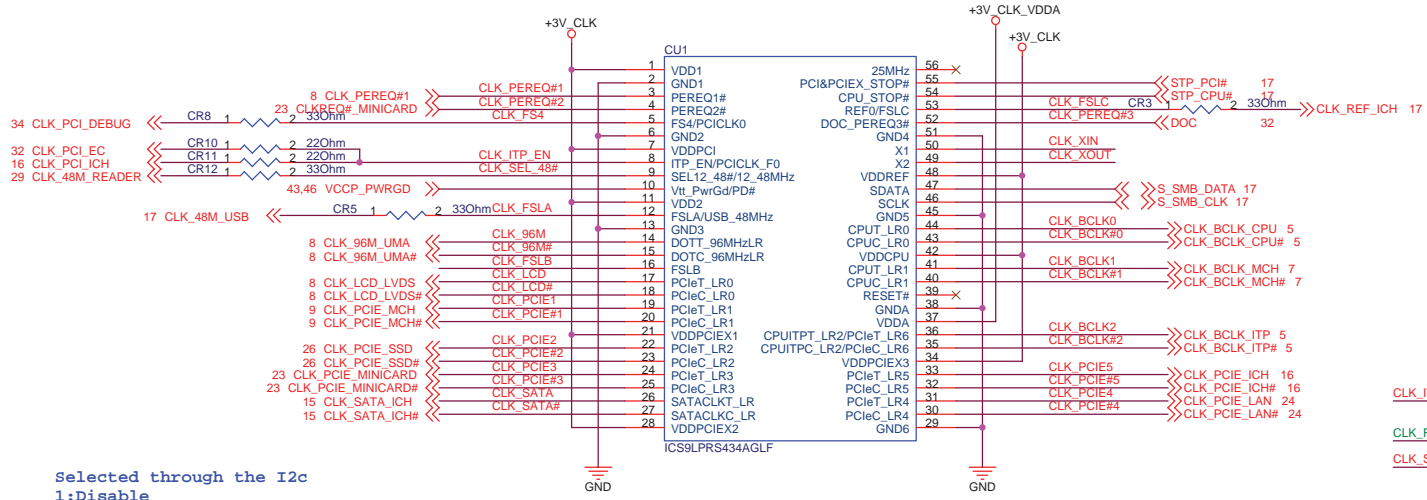 +3V_CLK_VDDA
+3V_CLK +3V_CLK
CU1
1 VDD1 25MHz 56
2 GND1 PCI&PCIEX_STOP# 55 STP_PCI# 17
8 CLK_PEREQ#1 CLK_PEREQ#1 3 PEREQ1# CPU_STOP# 54 STP_CPU# 17
23 CLKREQ#_MINICARD CLK_PEREQ#2 4 PEREQ2# REF0/FSLC 53 CLK_FSLC CR3 1 2 33Ohm CLK_REF_ICH 17
34 CLK_PCI_DEBUG CR8 1 2 33Ohm CLK_FS4 5 FS4/PCICLK0 DOC_PEREQ3# 52 CLK_PEREQ#3 DOC 32
6 GND2 GND4 51
32 CLK_PCI_EC CR10 1 2 22Ohm 7 VDDPCI X1 50 CLK_XIN
16 CLK_PCI_ICH CR11 1 2 22Ohm CLK_ITP_EN 8 ITP_EN/PCICLK_F0 X2 49 CLK_XOUT
29 CLK_48M_READER CR12 1 2 33Ohm CLK_SEL_48# 9 SEL12_48#/12_48MHz VDDREF 48
43,46 VCCP_PWRGD 10 Vtt_PwrGd/PD# SDATA 47 S_SMB_DATA 17
11 VDD2 SCLK 46 S_SMB_CLK 17
17 CLK_48M_USB CR5 1 2 33Ohm CLK_FSLA 12 FSLA/USB_48MHz GND5 45
13 GND3 CPUT_LR0 44 CLK_BCLK0 CLK_BCLK_CPU 5
8 CLK_96M_UMA CLK_96M 14 DOTT_96MHzLR CPUC_LR0 43 CLK_BCLK#0 CLK_BCLK_CPU# 5
8 CLK_96M_UMA# CLK_96M# 15 DOTC_96MHzLR VDDCPU 42
CLK_FSLB 16 FSLB CPUT_LR1 41 CLK_BCLK1 CLK_BCLK_MCH 7
8 CLK_LCD_LVDS CLK_LCD 17 PCIeT_LR0 CPUC_LR1 40 CLK_BCLK#1 CLK_BCLK_MCH# 7
8 CLK_LCD_LVDS# CLK_LCD# 18 PCIeC_LR0 RESET# 39
9 CLK_PCIE_MCH CLK_PCIE1 19 PCIeT_LR1 GNDA 38
9 CLK_PCIE_MCH# CLK_PCIE#1 20 PCIeC_LR1 VDDA 37
21 VDDPCIEX1 CPUITPT_LR2/PCIeT_LR6 36 CLK_BCLK2 CLK_BCLK_ITP 5
26 CLK_PCIE_SSD CLK_PCIE2 22 PCIeT_LR2 CPUITPC_LR2/PCIeC_LR6 35 CLK_BCLK#2 CLK_BCLK_ITP# 5
26 CLK_PCIE_SSD# CLK_PCIE#2 23 PCIeC_LR2 VDDPCIEX3 34
23 CLK_PCIE_MINICARD CLK_PCIE3 24 PCIeT_LR3 PCIeT_LR5 33 CLK_PCIE5 CLK_PCIE_ICH 16
23 CLK_PCIE_MINICARD# CLK_PCIE#3 25 PCIeC_LR3 PCIeC_LR5 32 CLK_PCIE#5 CLK_PCIE_ICH# 16
15 CLK_SATA_ICH CLK_SATA 26 SATACLKT_LR PCIeT_LR4 31 CLK_PCIE4 CLK_PCIE_LAN 24
15 CLK_SATA_ICH# CLK_SATA# 27 SATACLKC_LR PCIeC_LR4 30 CLK_PCIE#4 CLK_PCIE_LAN# 24
28 VDDPCIEX2 GND6 29
ICS9LPRS434AGLF
GND GND
Selected through the I2c
1:Disable